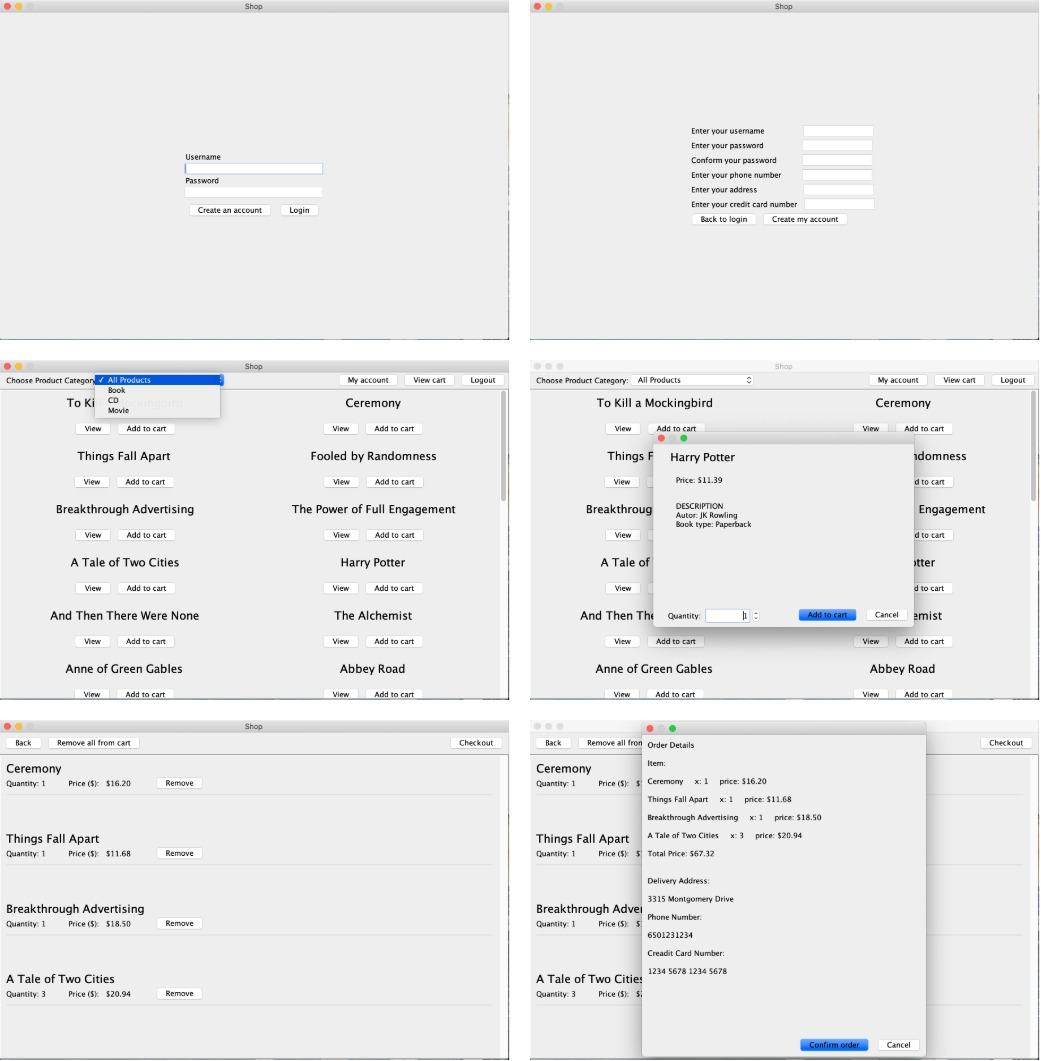 Shop
Username
Password
Create an account Login
Shop
Enter your username
Enter your password
Conform your password
Enter your phone number
Enter your address
Enter your credit card number
Back to login Create my account
Shop
Choose Product Category All Products My account View cart Logout
Book
CD
Movie
To Ki Ceremony
View Add to cart View Add to cart
Things Fall Apart Fooled by Randomness
View Add to cart View Add to cart
Breakthrough Advertising The Power of Full Engagement
View Add to cart View Add to cart
A Tale of Two Cities Harry Potter
View Add to cart View Add to cart
And Then There Were None The Alchemist
View Add to cart View Add to cart
Anne of Green Gables Abbey Road
View Add to cart View Add to cart
Shop
Choose Product Category: All Products My account View cart Logout
To Kill a Mockingbird Ceremony
View Add to cart View Add to cart
Things F ndomness
View d to cart
Breakthroug Engagement
View d to cart
A Tale of T otter
View d to cart
And Then The
View d to cart
Anne of Green Gables Abbey Road
View Add to cart View Add to cart
Harry Potter
Price: $11.39
DESCRIPTION
Autor: JK Rowling
Book type: Paperback
Quantity: 1 Add to cart Cancel
Shop
Back Remove all from cart Checkout
Ceremony
Quantity: 1 Price ($): $16.20 Remove
Things Fall Apart
Quantity: 1 Price ($): $11.68 Remove
Breakthrough Advertising
Quantity: 1 Price ($): $18.50 Remove
A Tale of Two Cities
Quantity: 3 Price ($): $20.94 Remove
Back Remove all fron Checkout
Ceremony
Quantity: 1 Price ($): $
Things Fall Apart
Quantity: 1 Price ($): $
Breakthrough Adver
Quantity: 1 Price ($): $
A Tale of Two Cities
Quantity: 3 Price ($): $
Order Details
Item:
Ceremony x: 1 price: $16.20
Things Fall Apart x: 1 price: $11.68
Breakthrough Advertising x: 1 price: $18.50
A Tale of Two Cities x: 3 price: $20.94
Total Price: $67.32
Delivery Address:
3315 Montgomery Drive
Phone Number:
6501231234
Creadit Card Number:
1234 5678 1234 5678
Confirm order Cancel